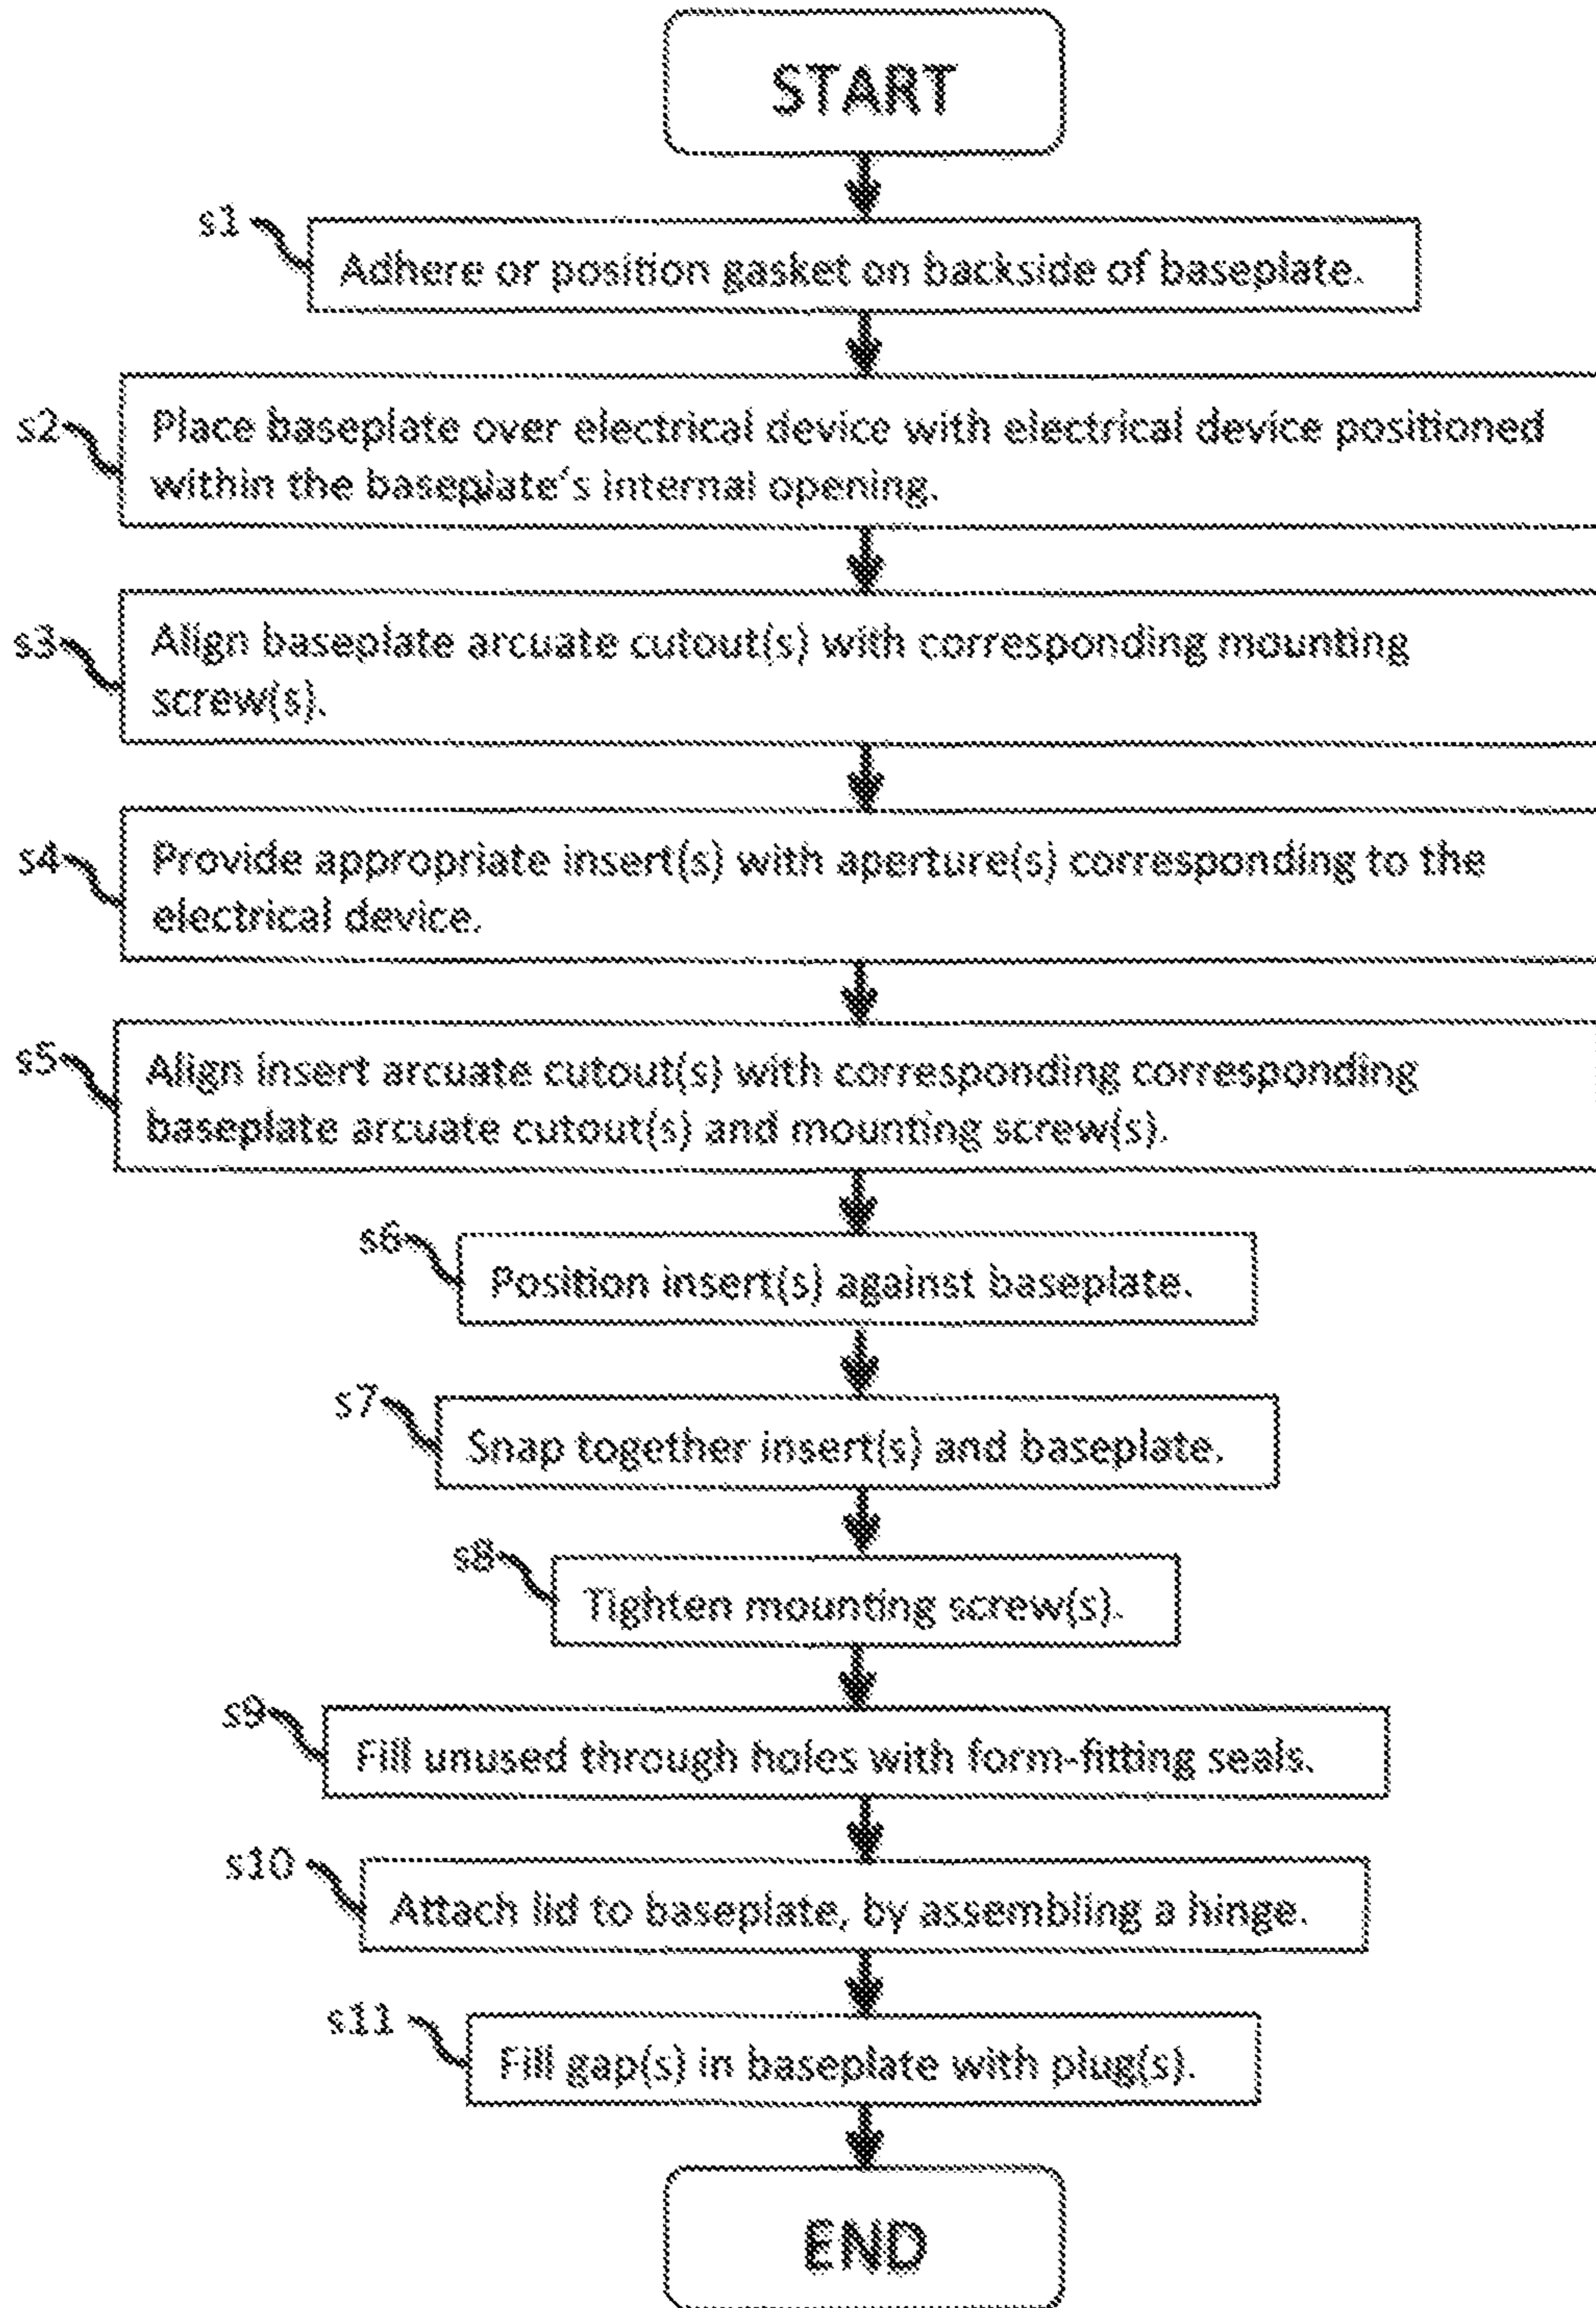 START
s1
Adhere or position gasket on backside of baseplate.
s2
Place baseplate over electrical device with electrical device positioned
within the baseplate's internal opening.
s3
Align baseplate arcuate cutout(s) with corresponding mounting
screw(s).
s4
Provide appropriate insert(s) with aperture(s) corresponding to the
electrical device.
s5
Align insert arcuate cutout(s) with corresponding corresponding
baseplate arcuate cutout(s) and mounting screw(s).
s6
Position insert(s) against baseplate.
s7
Snap together insert(s) and baseplate.
s8
Tighten mounting screw(s).
s9
Fill unused through holes with form-fitting seals.
s10
Attach lid to baseplate, by assembling a hinge.
s11
Fill gap(s) in baseplate with plug(s).
END